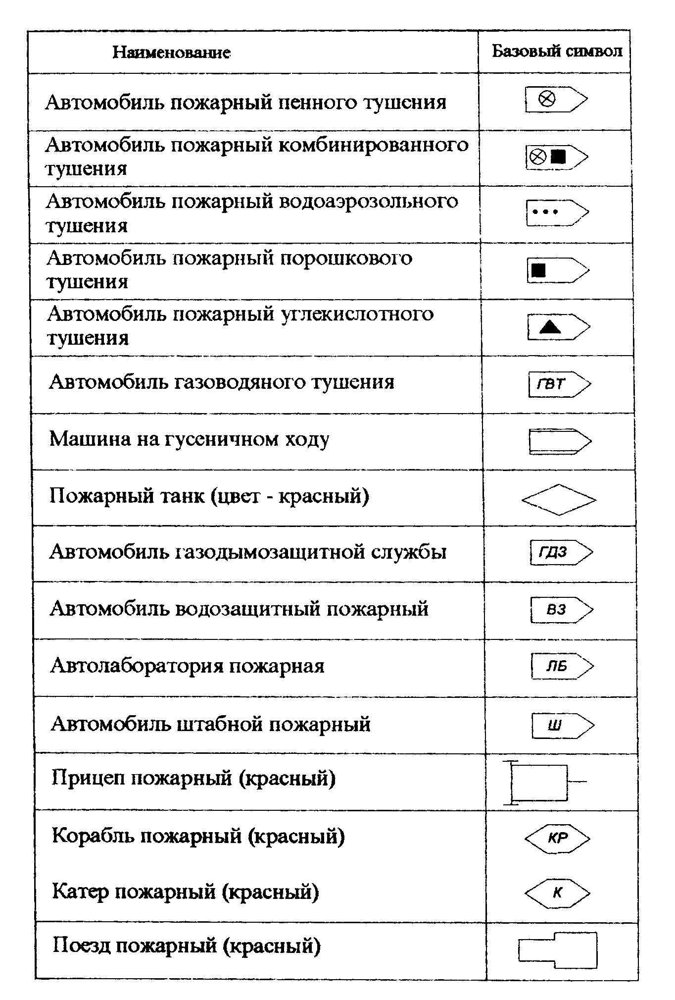 Наименование Базовый символ
Автомобиль пожарный пенного тушения
Автомобиль пожарный комбинированного
тушения
Автомобиль пожарный водоаэрозольного
тушения
Автомобиль пожарный порошкового
тушения
Автомобиль пожарный углекислотного
тушения
Автомобиль газоводяного тушения ГВТ
Машина на гусеничном ходу
Пожарный танк (цвет - красный)
Автомобиль газодымозащитной службы ГДЗ
Автомобиль водозащитный пожарный ВЗ
Автолаборатория пожарная ЛБ
Автомобиль штабной пожарный Ш
Прицеп пожарный (красный)
Корабль пожарный (красный) КР
Катер пожарный (красный) К
Поезд пожарный (красный)